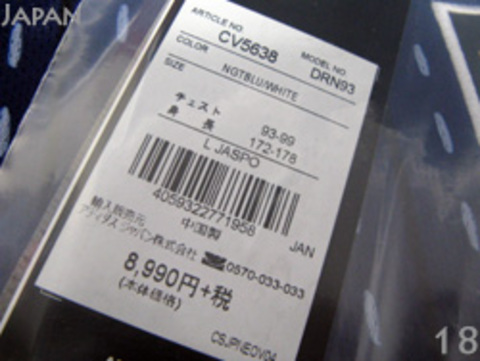 JAPAN
ARTICLE NO.
CV5638
COLOR
MODEL NO.
DRN93
NGTBLU/WHITE
SIZE
チェスト 93-99
身長 172-178
L JASPO
4059322771958
JAN
中国製
輸入販売元
アディダス ジャパン株式会社
0570-033-033
8,990円+税
(本体価格)
18